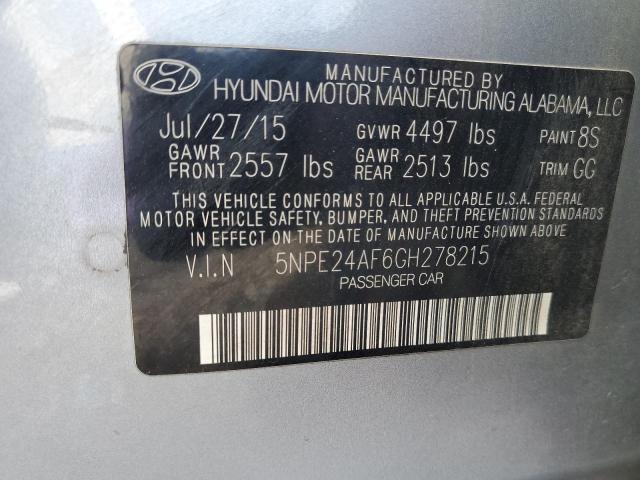 MANUFACTURED BY
HYUNDAI MOTOR MANUFACTURING ALABAMA, LLC
Jul/27/15 GVWR 4497 lbs PAINT 8S
GAWR FRONT 2557 lbs GAWR REAR 2513 lbs TRIM GG
THIS VEHICLE CONFORMS TO ALL APPLICABLE U.S.A. FEDERAL
MOTOR VEHICLE SAFETY, BUMPER, AND THEFT PREVENTION STANDARDS
IN EFFECT ON THE DATE OF MANUFACTURE SHOWN ABOVE.
V.I.N 5NPE24AF6GH278215
PASSENGER CAR